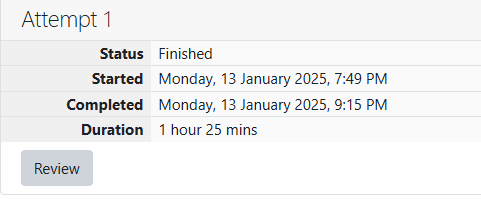 Attempt 1
Status Finished
Started Monday, 13 January 2025, 7:49 PM
Completed Monday, 13 January 2025, 9:15 PM
Duration 1 hour 25 mins
Review